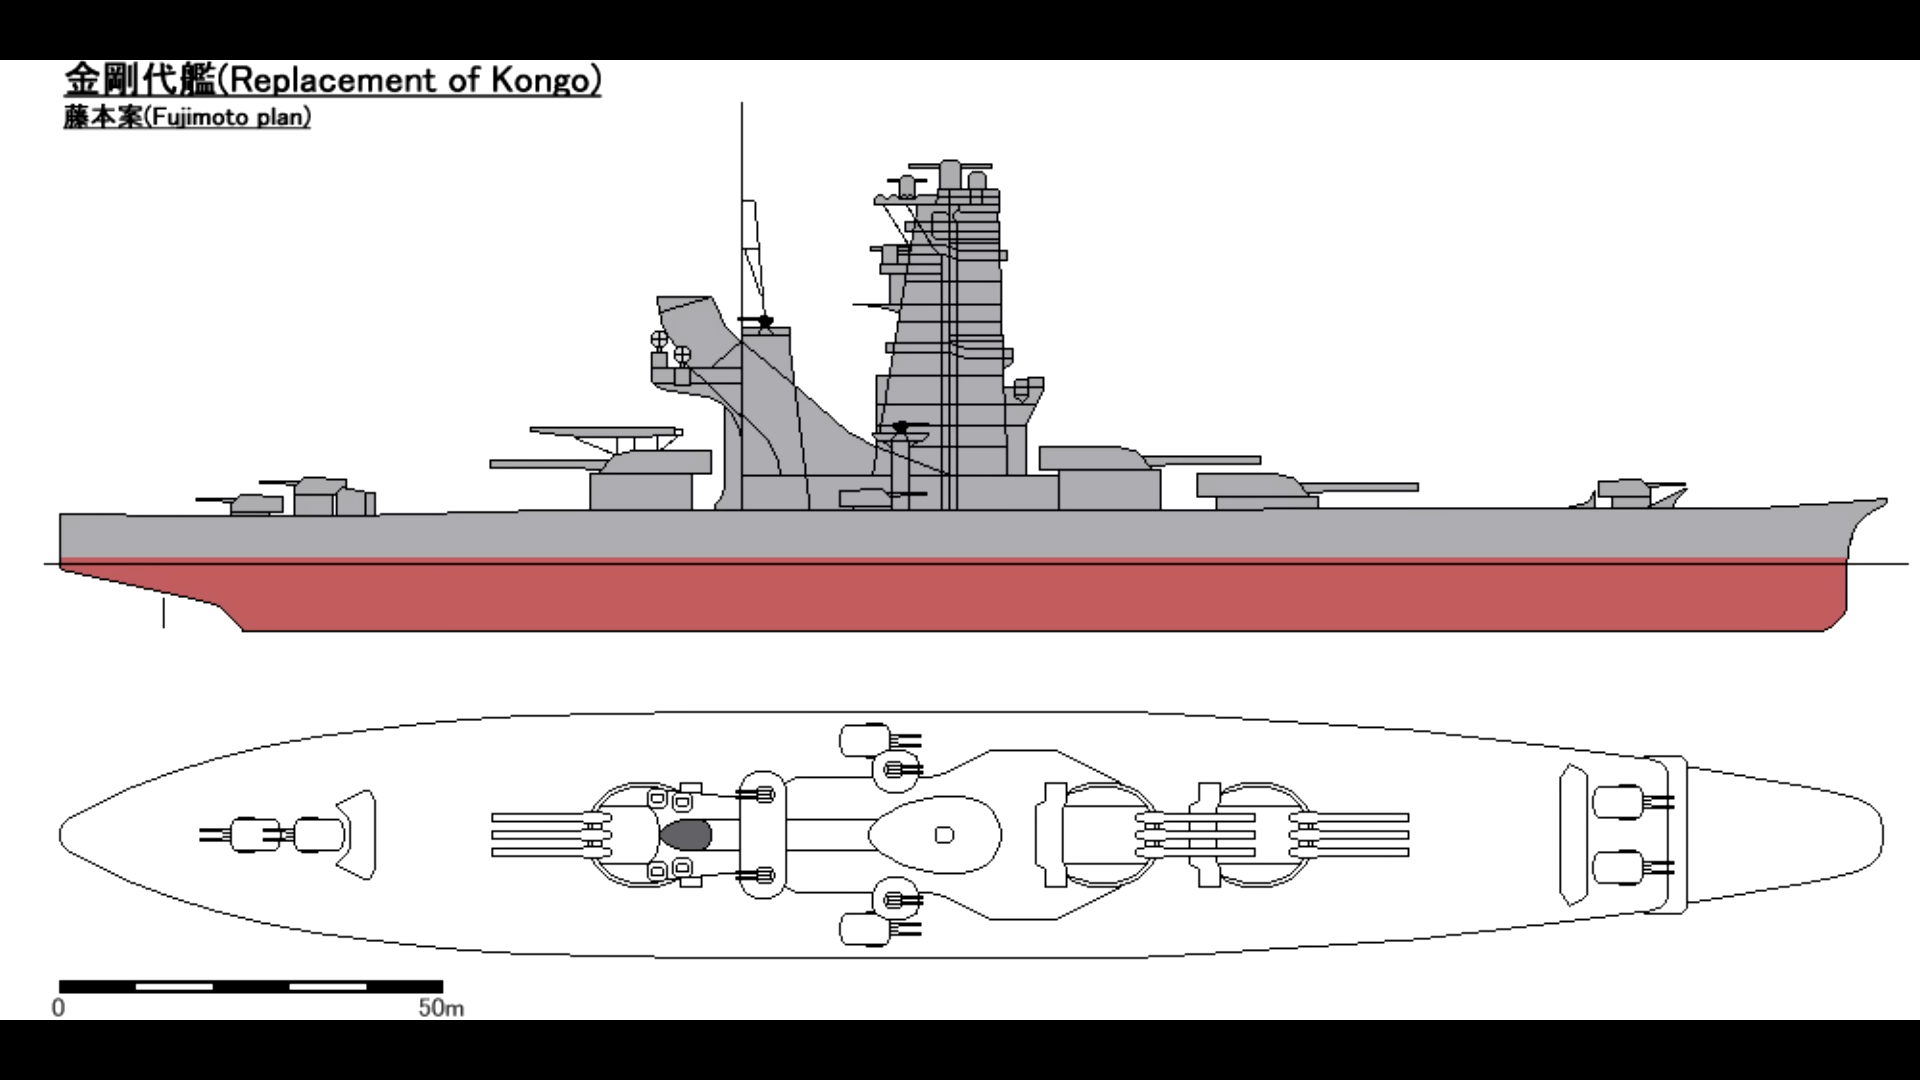 金剛代艦(Replacement of Kongo)
藤本案(Fujimoto plan)
0 50m